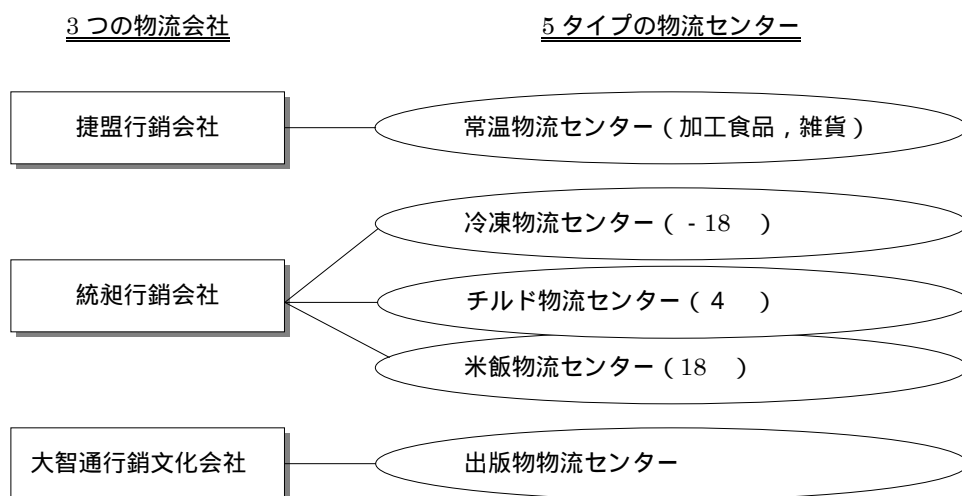 3 つの物流会社
5 タイプの物流センター
捷盟行銷会社
常温物流センター ( 加工食品 , 雑貨 )
冷凍物流センター ( - 18 )
統昶行銷会社
チルド物流センター ( 4 )
米飯物流センター ( 18 )
大智通行銷文化会社
出版物物流センター